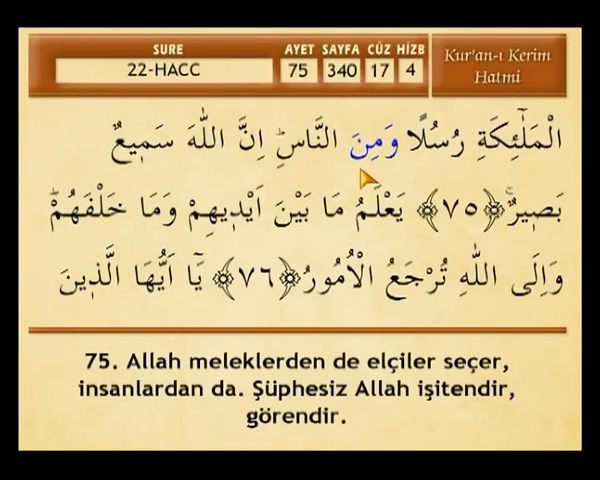 SURE AYET SAYFA CÜZ HİZB
22-HACC 75 340 17 4
Kur'an-ı Kerim
Hatmi
الْمَلٰٓئِكَةِ رُسُلًا وَمِنَ النَّاسِۜ اِنَّ اللّٰهَ سَم۪يعٌ
بَص۪يرٌۚ ﴿٧٥﴾ يَعْلَمُ مَا بَيْنَ اَيْد۪يهِمْ وَمَا خَلْفَهُمْۜ
وَاِلَى اللّٰهِ تُرْجَعُ الْاُمُورُ ﴿٧٦﴾ يَٓا اَيُّهَا الَّذ۪ينَ
75. Allah meleklerden de elçiler seçer,
insanlardan da. Şüphesiz Allah işitendir,
görendir.